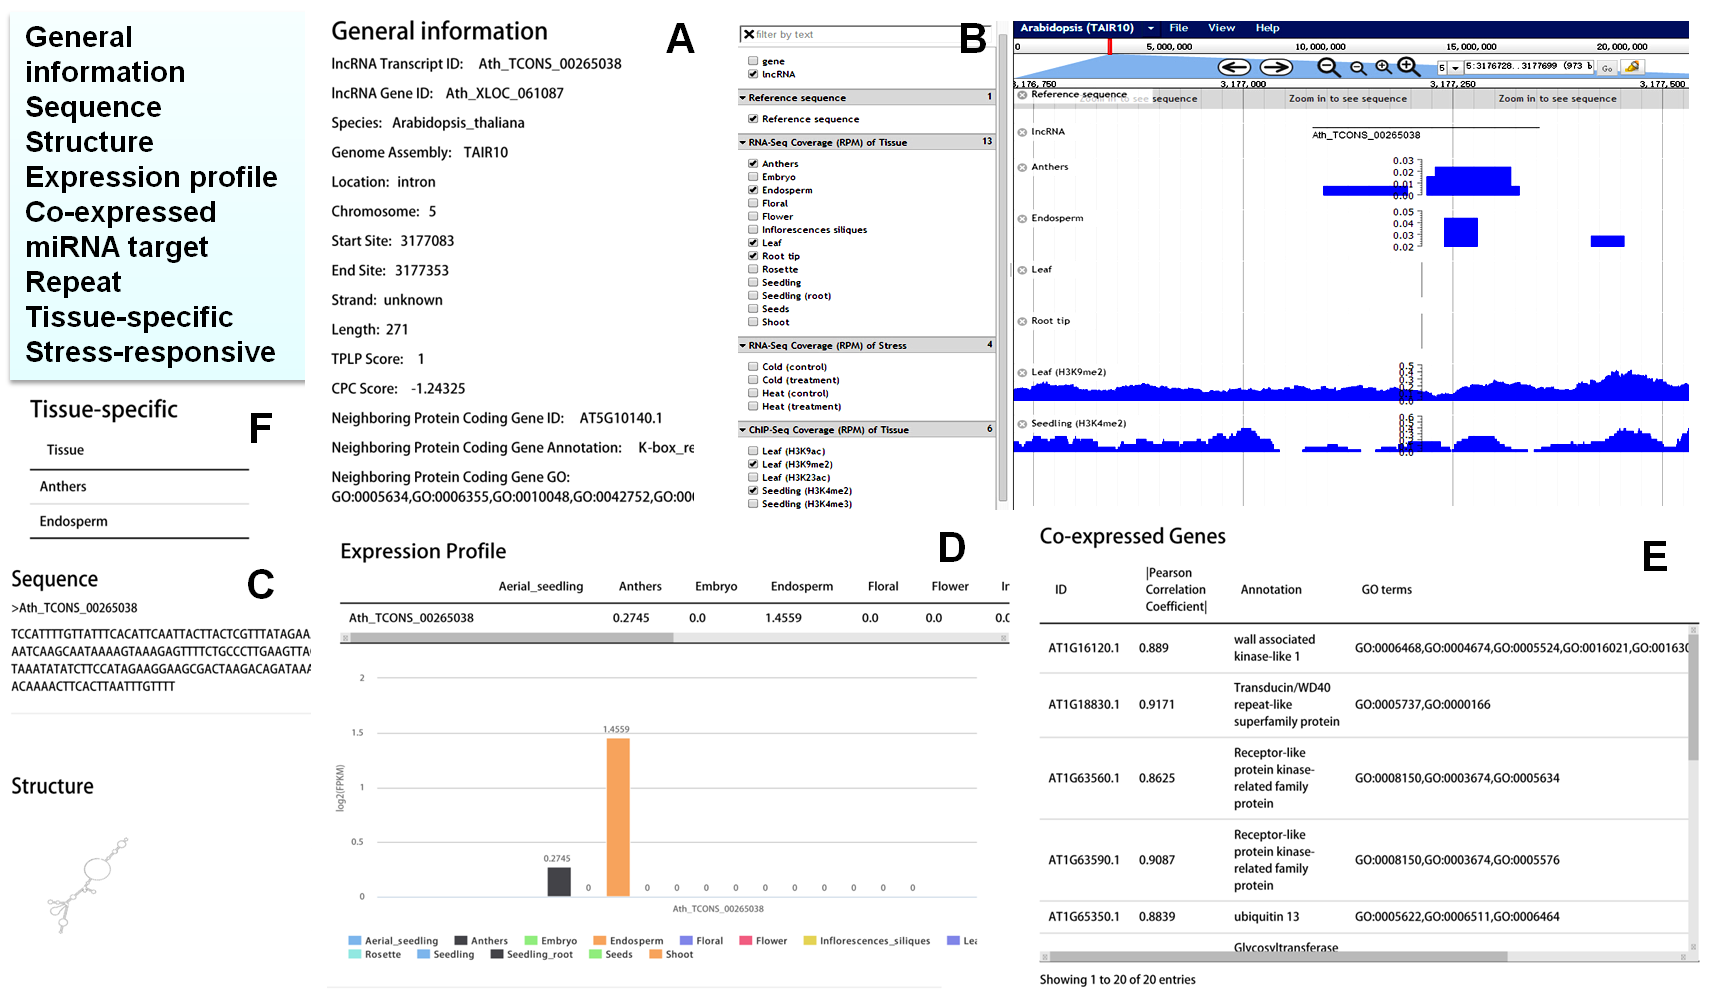 General
information
Sequence
Structure
Expression profile
Co-expressed
miRNA target
Repeat
Tissue-specific
Stress-responsive
General information
A
lncRNA Transcript ID: Ath_TCONS_00265038
lncRNA Gene ID: Ath_XLOC_061087
Species: Arabidopsis_thaliana
Genome Assembly: TAIR10
Location: intron
Chromosome: 5
Start Site: 3177083
End Site: 3177353
Strand: unknown
Length: 271
TPLP Score: 1
CPC Score: -1.24325
Neighboring Protein Coding Gene ID: AT5G10140.1
Neighboring Protein Coding Gene Annotation: K-box_re
Neighboring Protein Coding Gene GO:
GO:0005634,GO:0006355,GO:0010048,GO:0042752,GO:00
filter by text
B
gene
lncRNA
Reference sequence 1
Reference sequence
RNA-Seq Coverage (RPM) of Tissue 13
Anthers
Embryo
Endosperm
Floral
Flower
Inflorescences siliques
Leaf
Root tip
Rosette
Seedling
Seedling (root)
Seeds
Shoot
RNA-Seq Coverage (RPM) of Stress 4
Cold (control)
Cold (treatment)
Heat (control)
Heat (treatment)
ChIP-Seq Coverage (RPM) of Tissue 6
Leaf (H3K9ac)
Leaf (H3K9me2)
Leaf (H3K23ac)
Seedling (H3K4me2)
Seedling (H3K4me3)
Arabidopsis (TAIR10) File View Help
0 5,000,000 10,000,000 15,000,000 20,000,000
5 5:3176728..3177699 (973 b Go
3,176,750 3,177,000 3,177,250 3,177,500
Reference sequence
Zoom in to see sequence Zoom in to see sequence Zoom in to see sequence
lncRNA
Ath_TCONS_00265038
Anthers
0.03
0.02
0.01
0.00
Endosperm
0.05
0.04
0.03
0.02
Leaf
Root tip
Leaf (H3K9me2)
0.5
0.4
0.3
Seedling (H3K4me2)
0.6
0.5
Tissue-specific
F
Tissue
Anthers
Endosperm
Sequence
C
>Ath_TCONS_00265038
TCCATTTTGTTATTTCACATTCAATTACTTACTCGTTTATAGAA
AATCAAGCAATAAAAGTAAAGAGTTTTCTGCCCTTGAAGTTA
TAAATATATCTTCCATAGAAGGAAGCGACTAAGACAGATAAA
ACAAAACTTCACTTAATTTGTTTT
Structure
Expression Profile
D
Aerial_seedling Anthers Embryo Endosperm Floral Flower In
Ath_TCONS_00265038 0.2745 0.0 1.4559 0.0 0.0 0.0
2
1.5
1
0.5
0
log2(FPKM)
0.2745 0 1.4559 0 0 0 0 0 0 0 0 0 0
Ath_TCONS_00265038
Aerial_seedling Anthers Embryo Endosperm Floral Flower Inflorescences_siliques Lea
Rosette Seedling Seedling_root Seeds Shoot
Co-expressed Genes
E
ID |Pearson Correlation Coefficient| Annotation GO terms
AT1G16120.1 0.889 wall associated kinase-like 1 GO:0006468,GO:0004674,GO:0005524,GO:0016021,GO:001630
AT1G18830.1 0.9171 Transducin/WD40 repeat-like superfamily protein GO:0005737,GO:0000166
AT1G63560.1 0.8625 Receptor-like protein kinase-related family protein GO:0008150,GO:0003674,GO:0005634
AT1G63590.1 0.9087 Receptor-like protein kinase-related family protein GO:0008150,GO:0003674,GO:0005576
AT1G65350.1 0.8839 ubiquitin 13 GO:0005622,GO:0006511,GO:0006464
Glycosyltransferase
Showing 1 to 20 of 20 entries